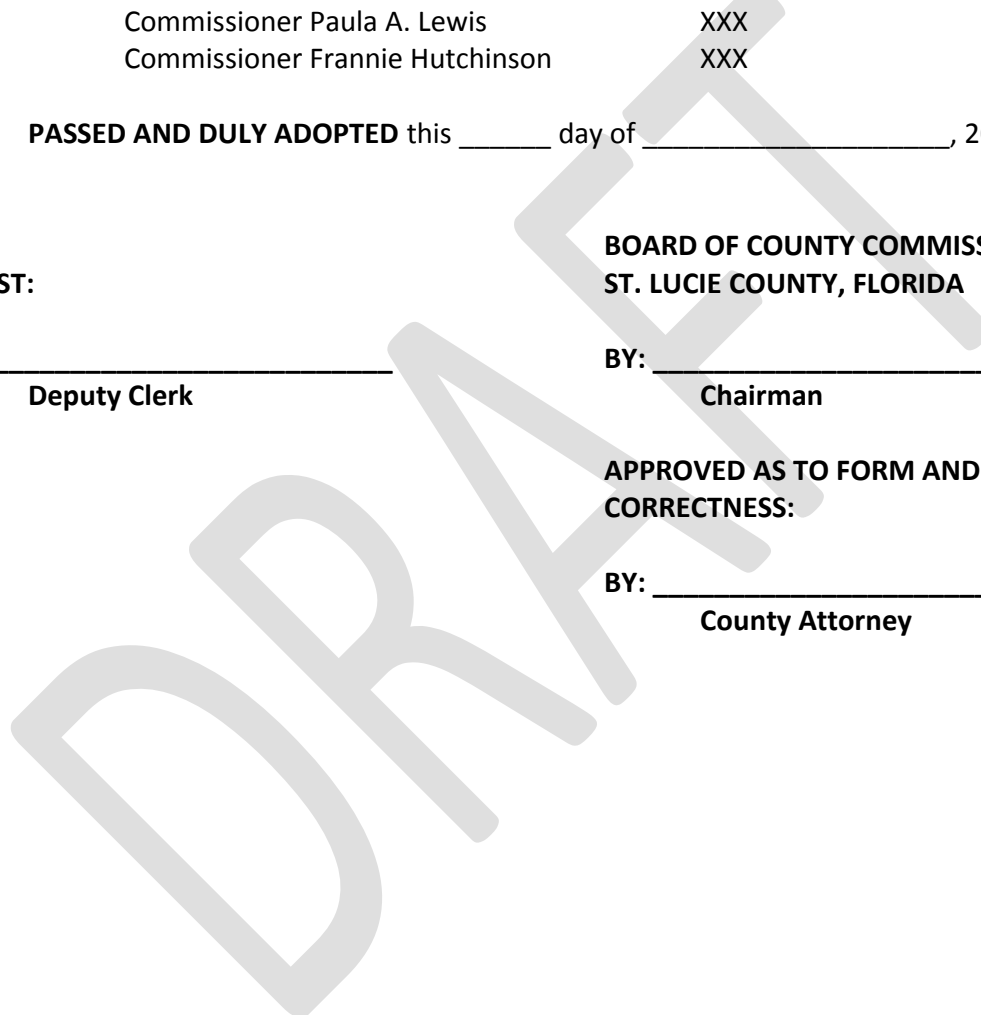 Commissioner Paula A. Lewis XXX
Commissioner Frannie Hutchinson XXX
PASSED AND DULY ADOPTED this ______ day of ____________________, 2
BOARD OF COUNTY
ST: ST. LUCIE COUNTY, FLORIDA
__________________________ BY: ______________________
Deputy Clerk Chairman
APPROVED AS TO FORM AND
CORRECTNESS:
BY: ______________________
County Attorney
DRAFT